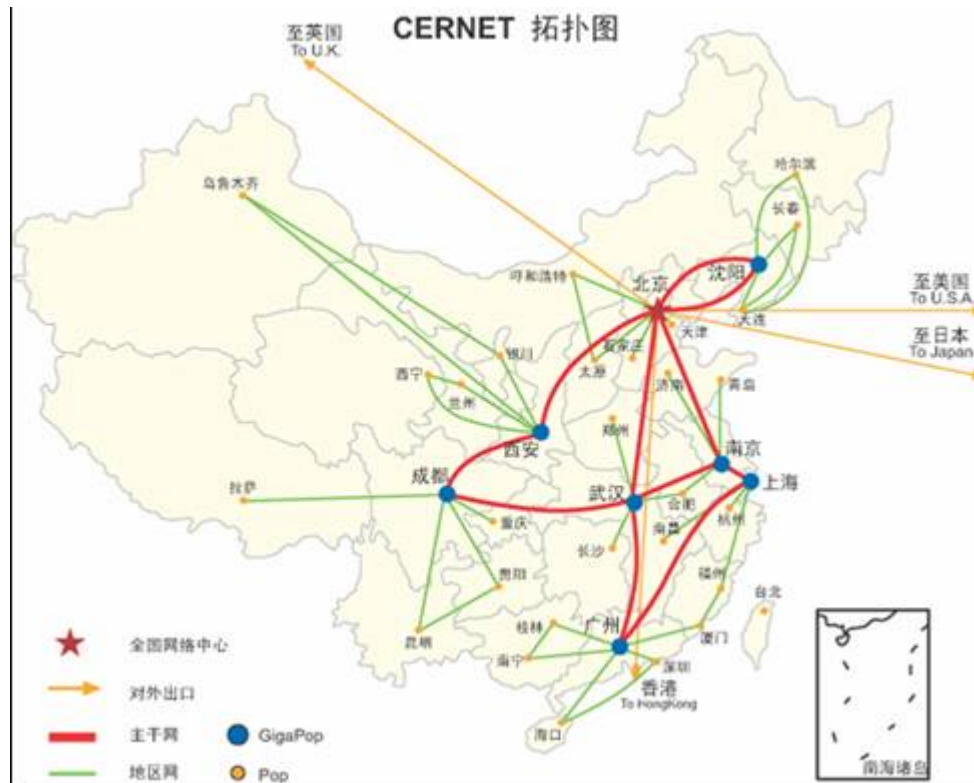 CERNET 拓扑图
至英国
To U.K.
哈尔滨
乌鲁木齐
长春
呼和浩特
沈阳
北京
至美国
To U.S.A.
大连
天津
至日本
To Japan
石家庄
银川
太原
西宁
济南
青岛
兰州
郑州
西安
南京
成都
上海
拉萨
武汉
合肥
重庆
杭州
南昌
长沙
贵阳
福州
台北
桂林
广州
昆明
厦门
南宁
深圳
香港
To HongKong
海口
全国网络中心
对外出口
主干网
GigaPop
地区网
Pop
南海诸岛